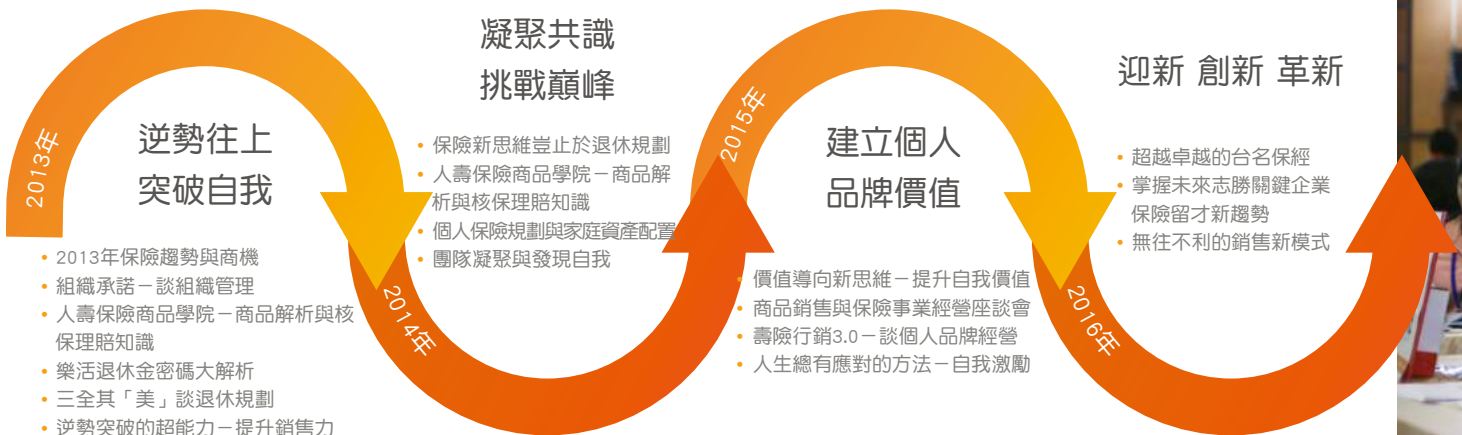 2013年
逆勢往上
突破自我
• 2013年保險趨勢與商機
• 組織承諾－談組織管理
• 人壽保險商品學院－商品解析與核
保理賠知識
• 樂活退休金密碼大解析
• 三全其「美」談退休規劃
• 逆勢突破的超能力－提升銷售力
2014年
凝聚共識
挑戰巔峰
• 保險新思維豈止於退休規劃
• 人壽保險商品學院－商品解
析與核保理賠知識
• 個人保險規劃與家庭資產配置
• 團隊凝聚與發現自我
2015年
建立個人
品牌價值
• 價值導向新思維－提升自我價值
• 商品銷售與保險事業經營座談會
• 壽險行銷3.0－談個人品牌經營
• 人生總有應對的方法－自我激勵
2016年
迎新 創新 革新
• 超越卓越的台名保經
• 掌握未來志勝關鍵企業
保險留才新趨勢
• 無往不利的銷售新模式